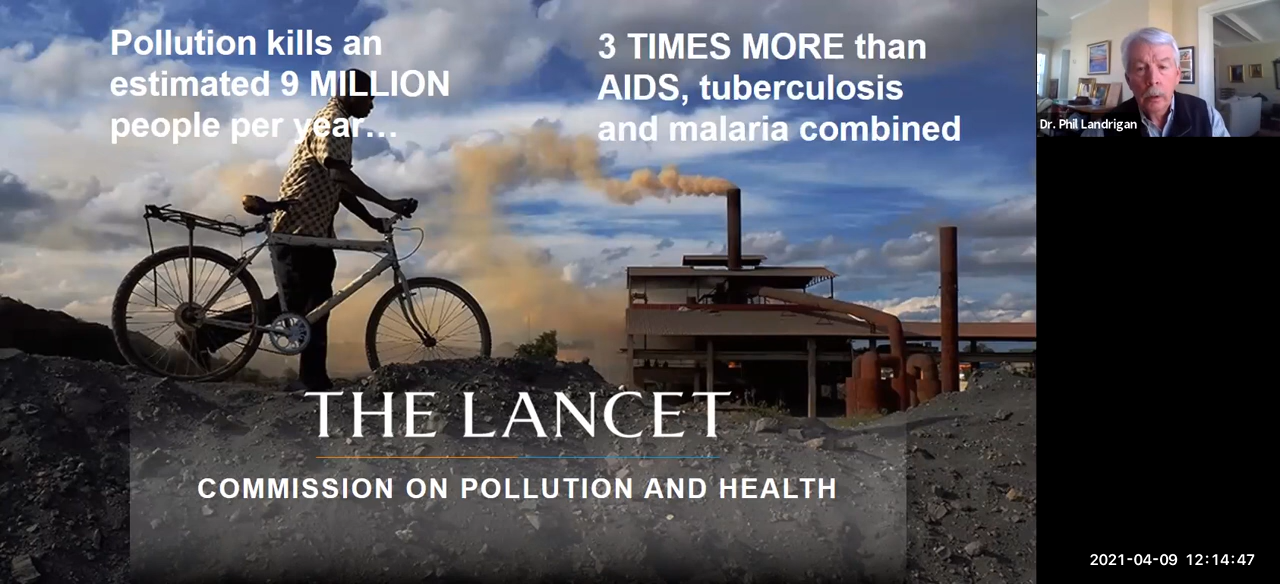 Pollution kills an
estimated 9 MILLION
people per year...
3 TIMES MORE than
AIDS, tuberculosis
and malaria combined
Dr. Phil Landrigan
THE LANCET
COMMISSION ON POLLUTION AND HEALTH
2021-04-09 12:14:47